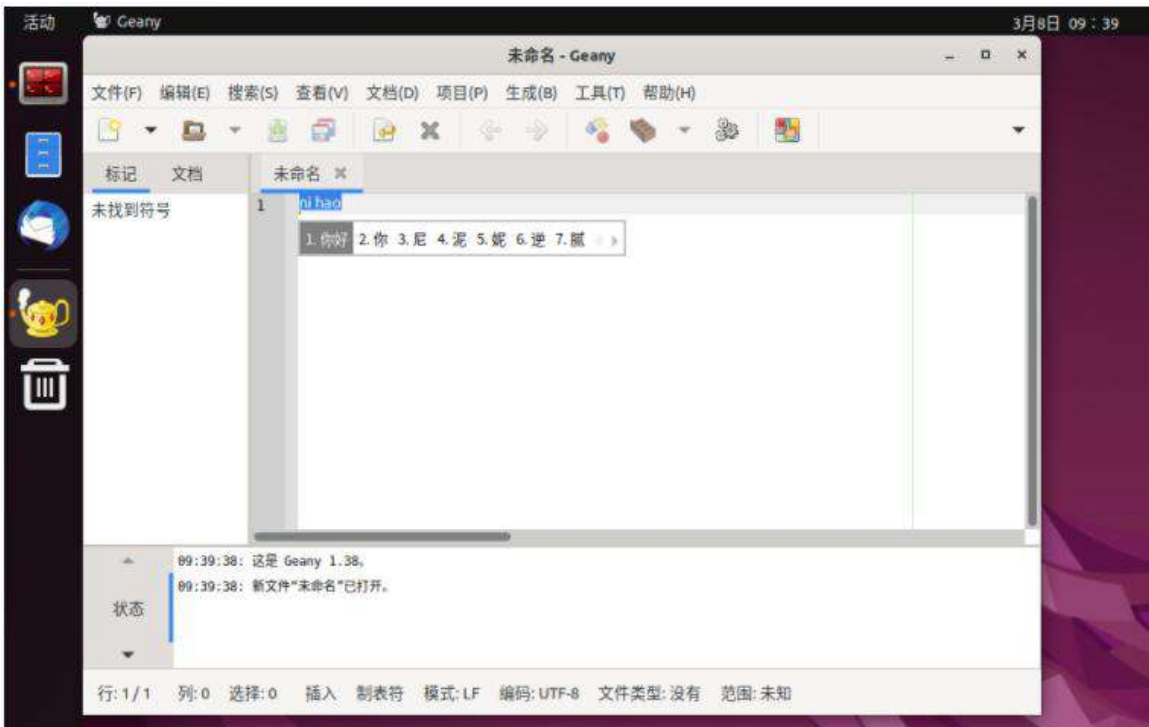 活动 Geany 3月8日 09：39
未命名 - Geany
文件(F) 编辑(E) 搜索(S) 查看(V) 文档(D) 项目(P) 生成(B) 工具(T) 帮助(H)
标记 文档 未命名
未找到符号 1 ni hao
1. 你好 2. 你 3. 尼 4. 泥 5. 妮 6. 逆 7. 腻
09:39:38: 这是 Geany 1.38。
09:39:38: 新文件“未命名”已打开。
状态
行: 1 / 1 列: 0 选择: 0 插入 制表符 模式: LF 编码: UTF-8 文件类型: 没有 范围: 未知